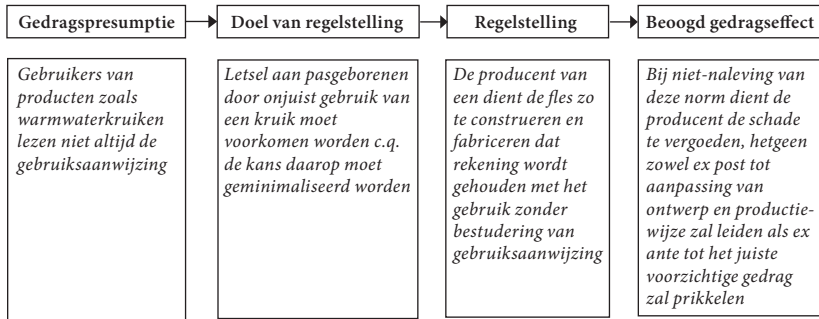 Gedragspresumptie
Doel van regelstelling
Regelstelling
Beoogd gedragseffect
Gebruikers van
producten zoals
warmwaterkruiken
lezen niet altijd de
gebruiksaanwijzing
Letsel aan pasgeborenen
door onjuist gebruik van
een kruik moet
voorkomen worden c.q.
de kans daarop moet
geminimaliseerd worden
De producent van
een dient de fles zo
te construeren en
fabriceren dat
rekening wordt
gehouden met het
gebruik zonder
bestudering van
gebruiksaanwijzing
Bij niet-naleving van
deze norm dient de
producent de schade
te vergoeden, hetgeen
zowel ex post tot
aanpassing van
ontwerp en productie-
wijze zal leiden als ex
ante tot het juiste
voorzichtige gedrag
zal prikkelen